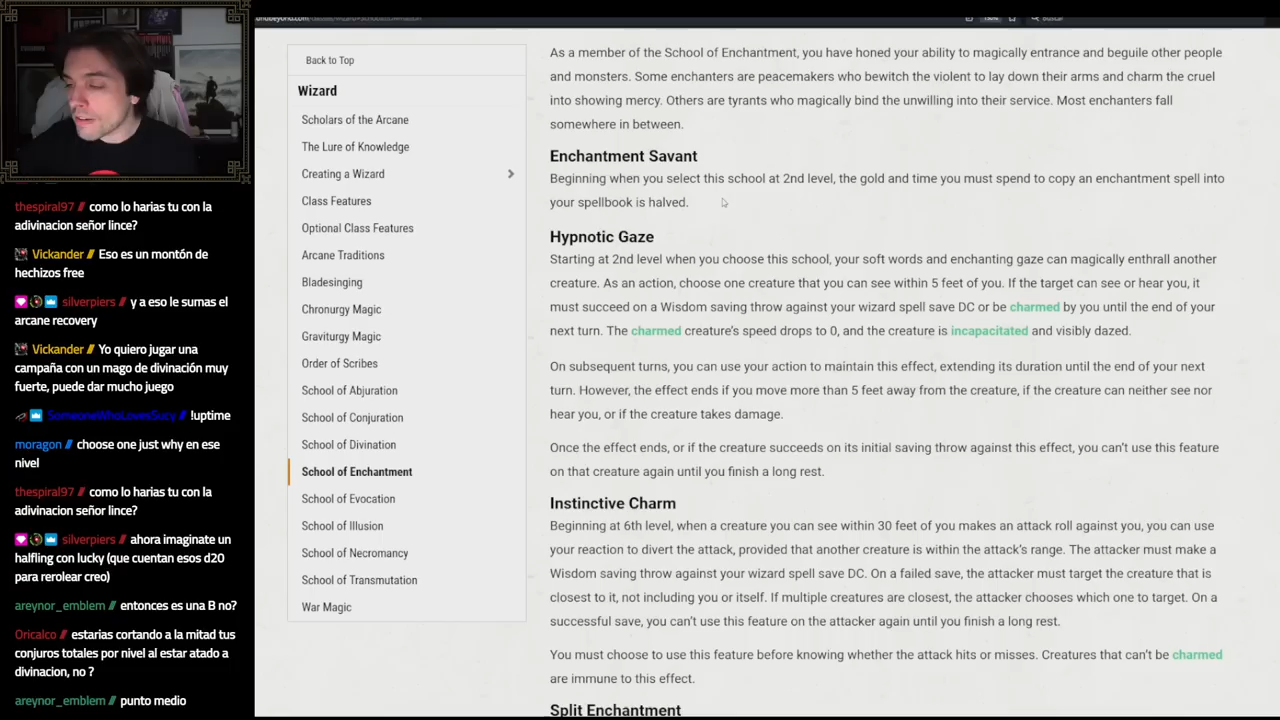 thespiral97 // como lo harias tu con la
adivinacion señor lince?
Vickander // Eso es un montón de
hechizos free
silverpiers // y a eso le sumas el
arcane recovery
Vickander // Yo quiero jugar una
campaña con un mago de divinación muy
fuerte, puede dar mucho juego
SomeoneWhoLovesSucy // !uptime
moragon // choose one just why en ese
nivel
thespiral97 // como lo harias tu con la
adivinacion señor lince?
silverpiers // ahora imaginate un
halfling con lucky (que cuentan esos d20
para rerolear creo)
areynor_emblem // entonces es una B no?
Oricalco // estarias cortando a la mitad tus
conjuros totales por nivel al estar atado a
divinacion, no ?
areynor_emblem // punto medio
Back to Top
Wizard
Scholars of the Arcane
The Lure of Knowledge
Creating a Wizard
Class Features
Optional Class Features
Arcane Traditions
Bladesinging
Chronurgy Magic
Graviturgy Magic
Order of Scribes
School of Abjuration
School of Conjuration
School of Divination
School of Enchantment
School of Evocation
School of Illusion
School of Necromancy
School of Transmutation
War Magic
As a member of the School of Enchantment, you have honed your ability to magically entrance and beguile other people
and monsters. Some enchanters are peacemakers who bewitch the violent to lay down their arms and charm the cruel
into showing mercy. Others are tyrants who magically bind the unwilling into their service. Most enchanters fall
somewhere in between.
Enchantment Savant
Beginning when you select this school at 2nd level, the gold and time you must spend to copy an enchantment spell into
your spellbook is halved.
Hypnotic Gaze
Starting at 2nd level when you choose this school, your soft words and enchanting gaze can magically enthrall another
creature. As an action, choose one creature that you can see within 5 feet of you. If the target can see or hear you, it
must succeed on a Wisdom saving throw against your wizard spell save DC or be charmed by you until the end of your
next turn. The charmed creature's speed drops to 0, and the creature is incapacitated and visibly dazed.
On subsequent turns, you can use your action to maintain this effect, extending its duration until the end of your next
turn. However, the effect ends if you move more than 5 feet away from the creature, if the creature can neither see nor
hear you, or if the creature takes damage.
Once the effect ends, or if the creature succeeds on its initial saving throw against this effect, you can't use this feature
on that creature again until you finish a long rest.
Instinctive Charm
Beginning at 6th level, when a creature you can see within 30 feet of you makes an attack roll against you, you can use
your reaction to divert the attack, provided that another creature is within the attack's range. The attacker must make a
Wisdom saving throw against your wizard spell save DC. On a failed save, the attacker must target the creature that is
closest to it, not including you or itself. If multiple creatures are closest, the attacker chooses which one to target. On a
successful save, you can't use this feature on the attacker again until you finish a long rest.
You must choose to use this feature before knowing whether the attack hits or misses. Creatures that can't be charmed
are immune to this effect.
Split Enchantment